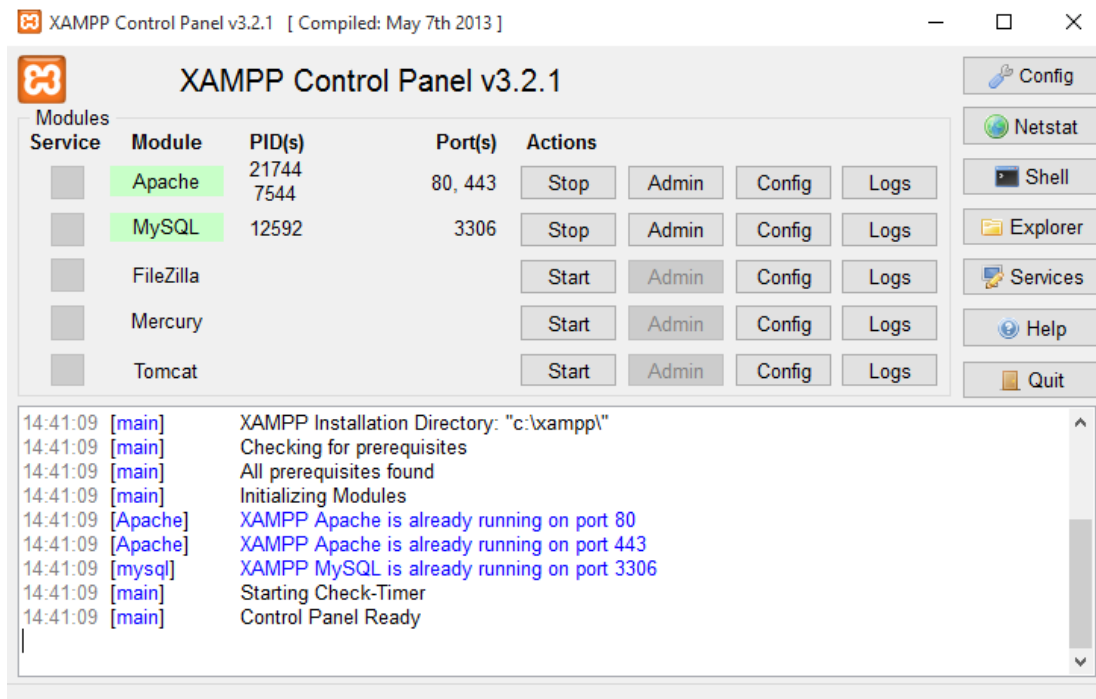 XAMPP Control Panel v3.2.1 [ Compiled: May 7th 2013 ]
XAMPP Control Panel v3.2.1
Config
Modules
Service Module PID(s) Port(s) Actions
Netstat
Apache 21744 7544 80, 443 Stop Admin Config Logs
Shell
MySQL 12592 3306 Stop Admin Config Logs
Explorer
FileZilla Start Admin Config Logs
Services
Mercury Start Admin Config Logs
Help
Tomcat Start Admin Config Logs
Quit
14:41:09 [main] XAMPP Installation Directory: "c:\xampp\"
14:41:09 [main] Checking for prerequisites
14:41:09 [main] All prerequisites found
14:41:09 [main] Initializing Modules
14:41:09 [Apache] XAMPP Apache is already running on port 80
14:41:09 [Apache] XAMPP Apache is already running on port 443
14:41:09 [mysql] XAMPP MySQL is already running on port 3306
14:41:09 [main] Starting Check-Timer
14:41:09 [main] Control Panel Ready